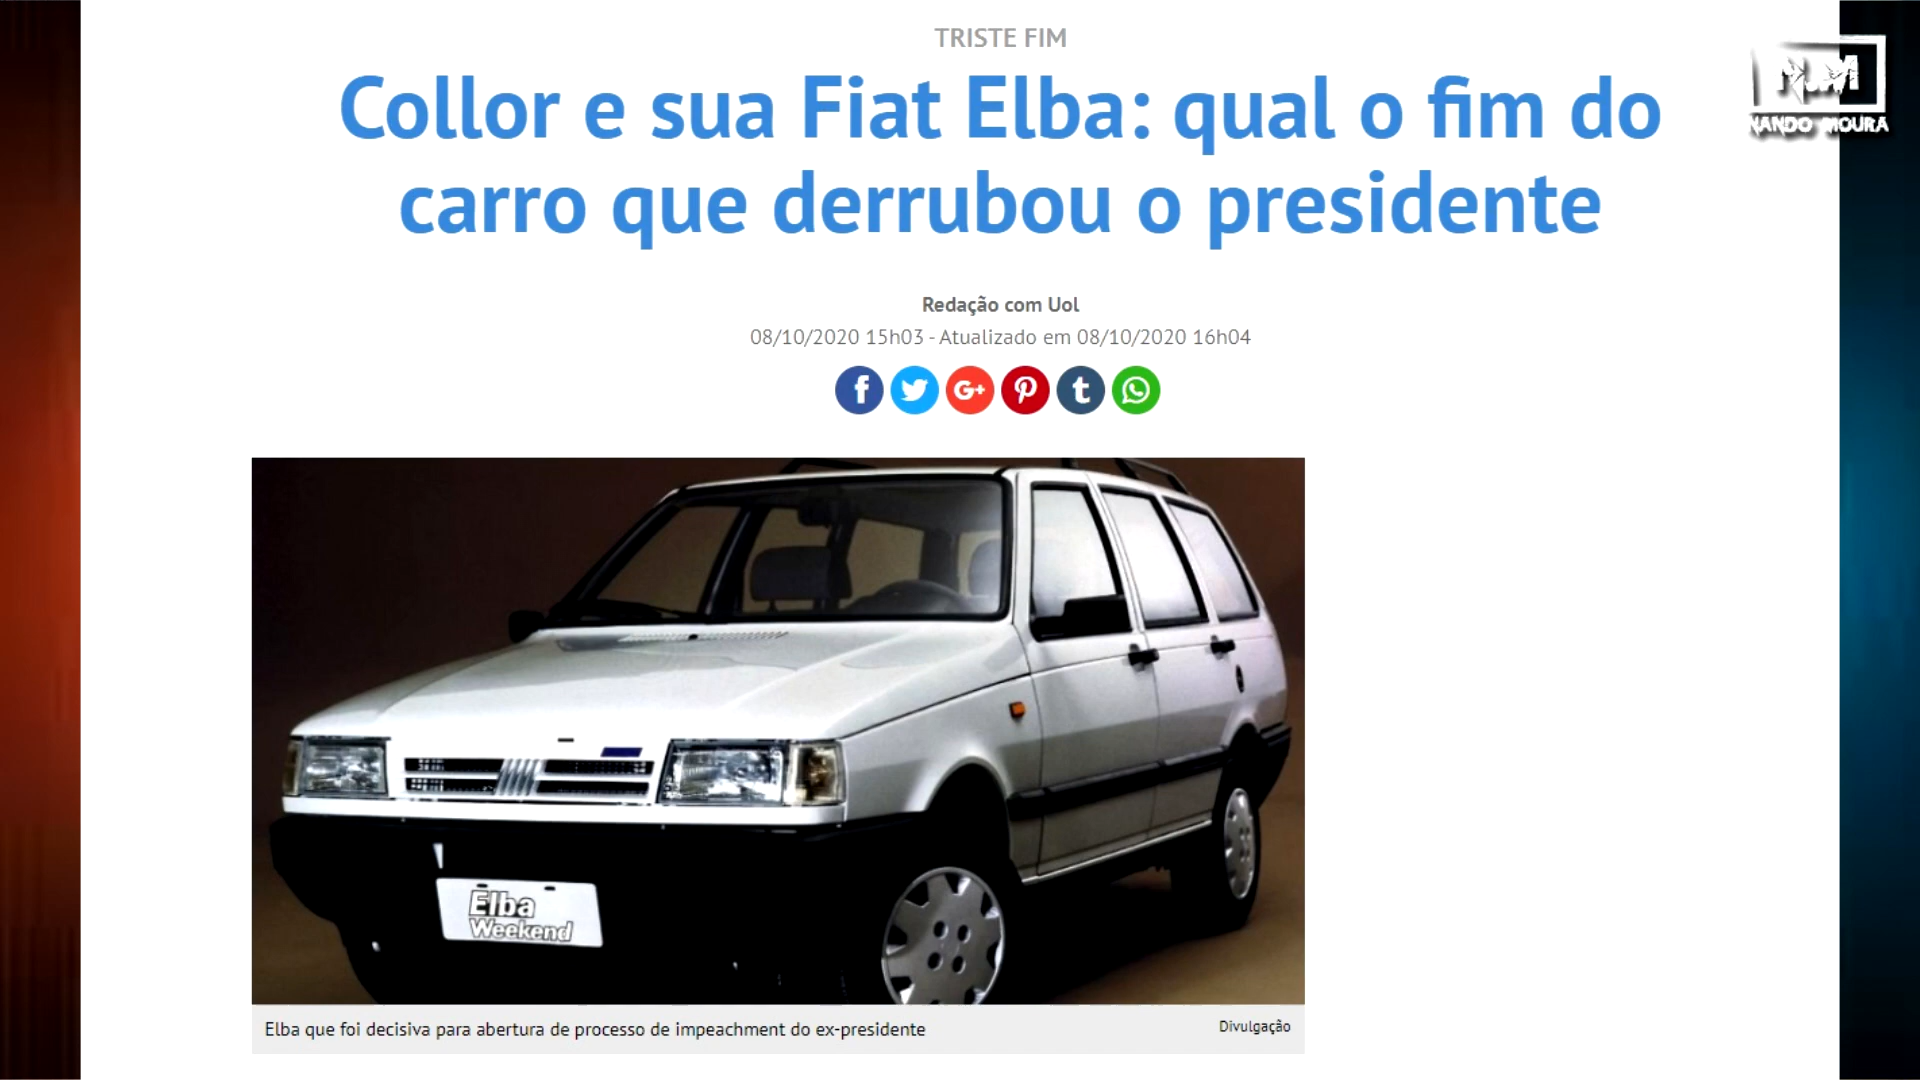 TRISTE FIM
Collor e sua Fiat Elba: qual o fim do
carro que derrubou o presidente
Redação com Uol
08/10/2020 15h03 - Atualizado em 08/10/2020 16h04
Elba
Weekend
Elba que foi decisiva para abertura de processo de impeachment do ex-presidente
Divulgação
NANDO MOURA